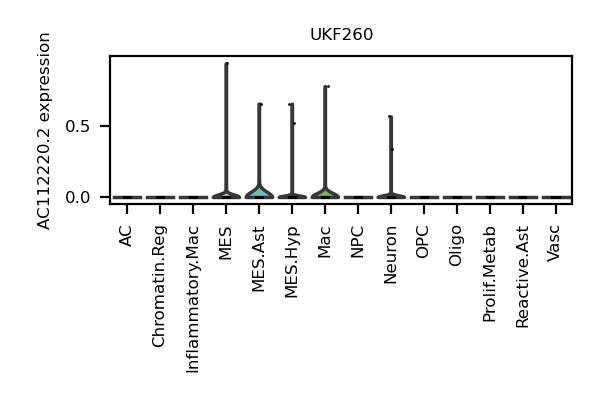 UKF260
AC112220.2 expression
0.5
0.0
AC
Chromatin.Reg
Inflammatory.Mac
MES
MES.Ast
MES.Hyp
Mac
NPC
Neuron
OPC
Oligo
Prolif.Metab
Reactive.Ast
Vasc